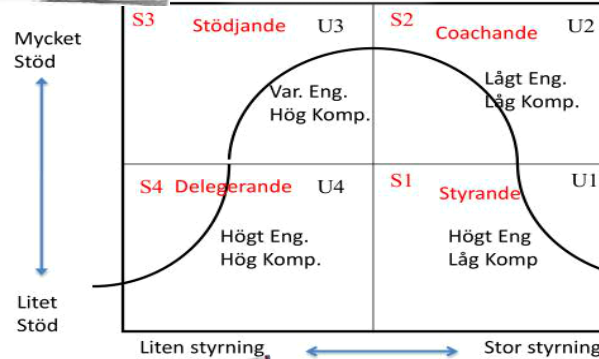 S3 Stödjande U3
S2 Coachande U2
Mycket
Stöd
Var. Eng.
Hög Komp.
Lågt Eng.
Låg Komp.
S4 Delegerande U4
S1 Styrande U1
Högt Eng.
Hög Komp.
Högt Eng
Låg Komp
Litet
Stöd
Liten styrning
Stor styrning